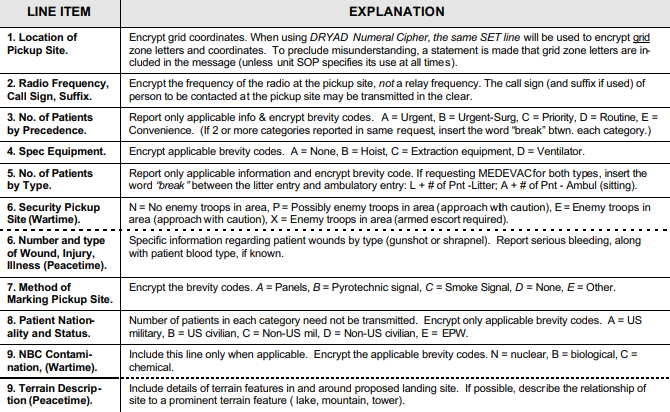 LINE ITEM EXPLANATION
1. Location of
Pickup Site.
Encrypt grid coordinates. When using DRYAD Numeral Cipher, the same SET line will be used to encrypt grid
zone letters and coordinates. To preclude misunderstanding, a statement is made that grid zone letters are in-
cluded in the message (unless unit SOP specifies its use at all times).
2. Radio Frequency,
Call Sign, Suffix.
Encrypt the frequency of the radio at the pickup site, not a relay frequency. The call sign (and suffix if used) of
person to be contacted at the pickup site may be transmitted in the clear.
3. No. of Patients
by Precedence.
Report only applicable info & encrypt brevity codes. A = Urgent, B = Urgent-Surg, C = Priority, D = Routine, E =
Convenience. (If 2 or more categories reported in same request, insert the word “break” btwn. each category.)
4. Spec Equipment.
Encrypt applicable brevity codes. A = None, B = Hoist, C = Extraction equipment, D = Ventilator.
5. No. of Patients
by Type.
Report only applicable information and encrypt brevity code. If requesting MEDEVAC for both types, insert the
word “break” between the litter entry and ambulatory entry: L + # of Pnt -Litter; A + # of Pnt - Ambul (sitting).
6. Security Pickup
Site (Wartime).
N = No enemy troops in area, P = Possibly enemy troops in area (approach with caution), E = Enemy troops in
area (approach with caution), X = Enemy troops in area (armed escort required).
6. Number and type
of Wound, Injury,
Illness (Peacetime).
Specific information regarding patient wounds by type (gunshot or shrapnel). Report serious bleeding, along
with patient blood type, if known.
7. Method of
Marking Pickup Site.
Encrypt the brevity codes. A = Panels, B = Pyrotechnic signal, C = Smoke Signal, D = None, E = Other.
8. Patient Nation-
ality and Status.
Number of patients in each category need not be transmitted. Encrypt only applicable brevity codes. A = US
military, B = US civilian, C = Non-US mil, D = Non-US civilian, E = EPW.
9. NBC Contami-
nation, (Wartime).
Include this line only when applicable. Encrypt the applicable brevity codes. N = nuclear, B = biological, C =
chemical.
9. Terrain Descrip-
tion (Peacetime).
Include details of terrain features in and around proposed landing site. If possible, describe the relationship of
site to a prominent terrain feature ( lake, mountain, tower).